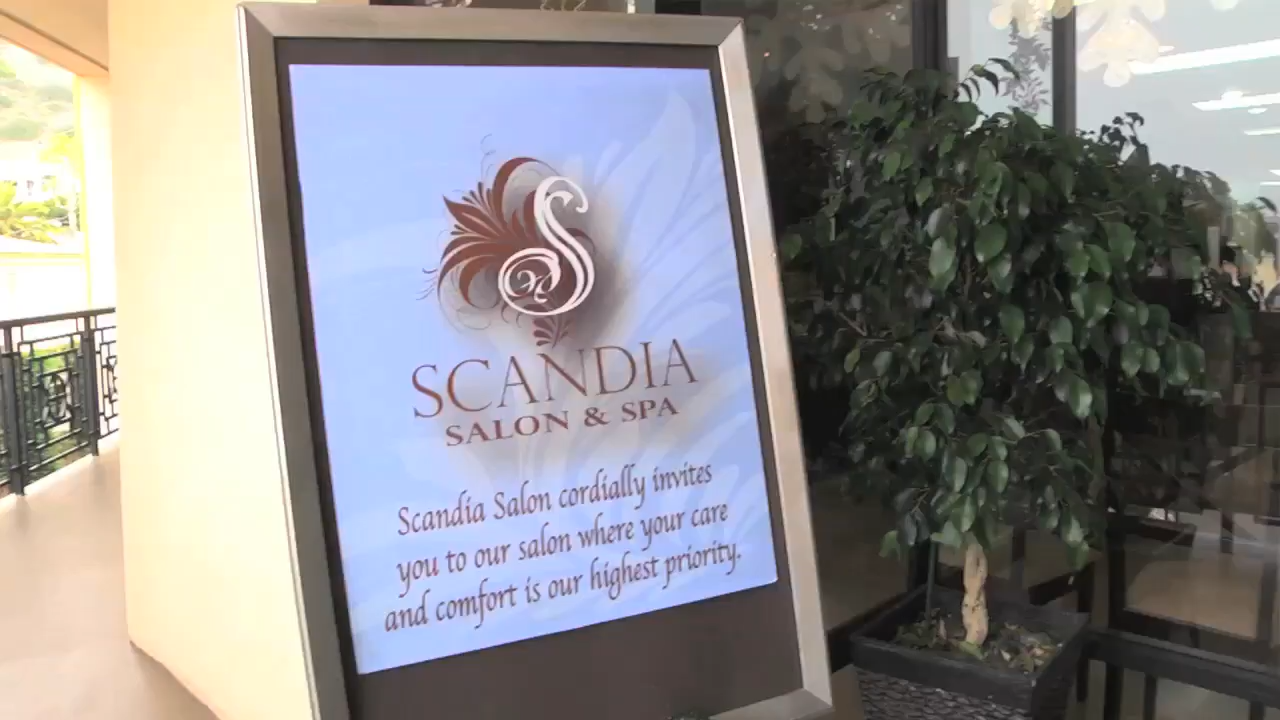 S
SCANDIA
SALON & SPA
Scandia Salon cordially invites
you to our salon where your care
and comfort is our highest priority.